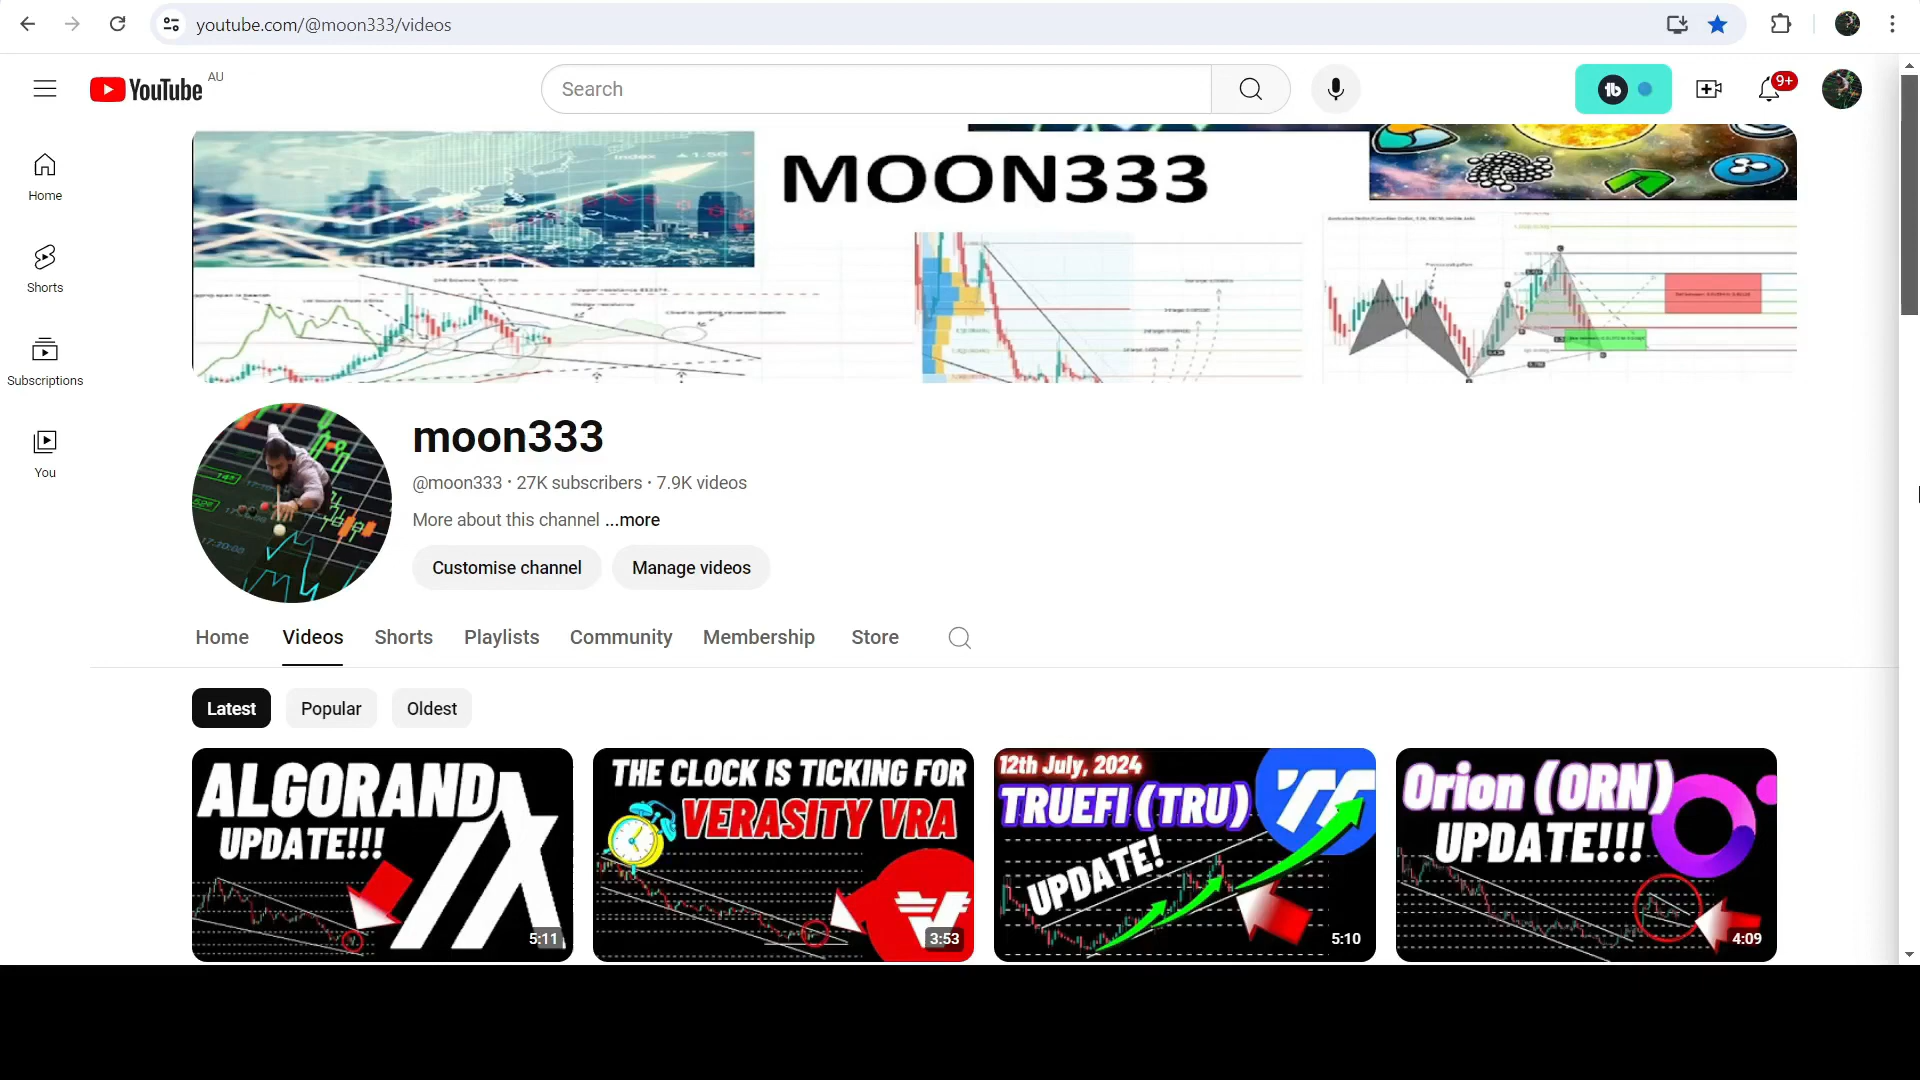 youtube.com/@moon333/videos
YouTube AU
Search
9+
Home
Shorts
Subscriptions
You
Index ▲1.56
MOON333
moon333
@moon333 · 27K subscribers · 7.9K videos
More about this channel ...more
Customise channel
Manage videos
Home
Videos
Shorts
Playlists
Community
Membership
Store
Latest
Popular
Oldest
ALGORAND
UPDATE!!!
5:11
THE CLOCK IS TICKING FOR
VERASITY VRA
3:53
12th July, 2024
TRUEFI (TRU)
UPDATE!
5:10
Orion (ORN)
UPDATE!!!
4:09